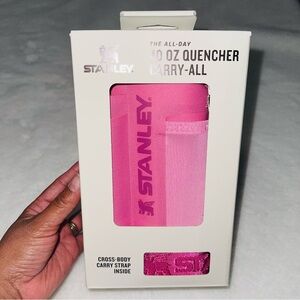 STANLEY
THE ALL-DAY
40 OZ QUENCHER
CARRY-ALL
STANLEY
CROSS-BODY
CARRY STRAP
INSIDE